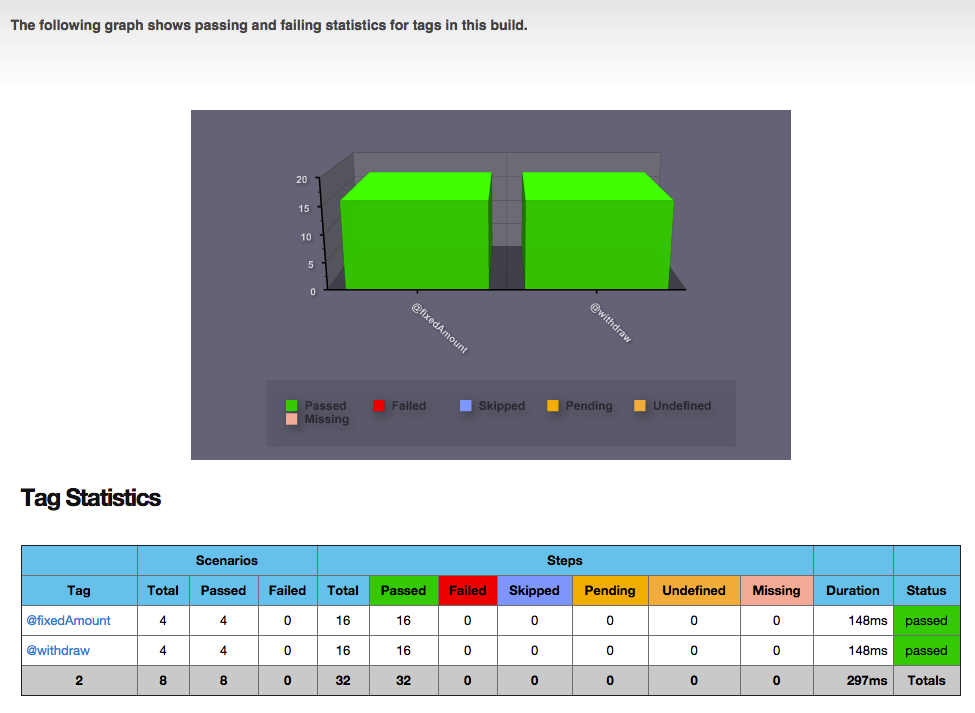 The following graph shows passing and failing statistics for tags in this build.
20
15
10
5
0
@fixedAmount
@withdraw
Passed Failed Skipped Pending Undefined
Missing
Tag Statistics
Scenarios Steps
Tag Total Passed Failed Total Passed Failed Skipped Pending Undefined Missing Duration Status
@fixedAmount 4 4 0 16 16 0 0 0 0 0 148ms passed
@withdraw 4 4 0 16 16 0 0 0 0 0 148ms passed
2 8 8 0 32 32 0 0 0 0 0 297ms Totals